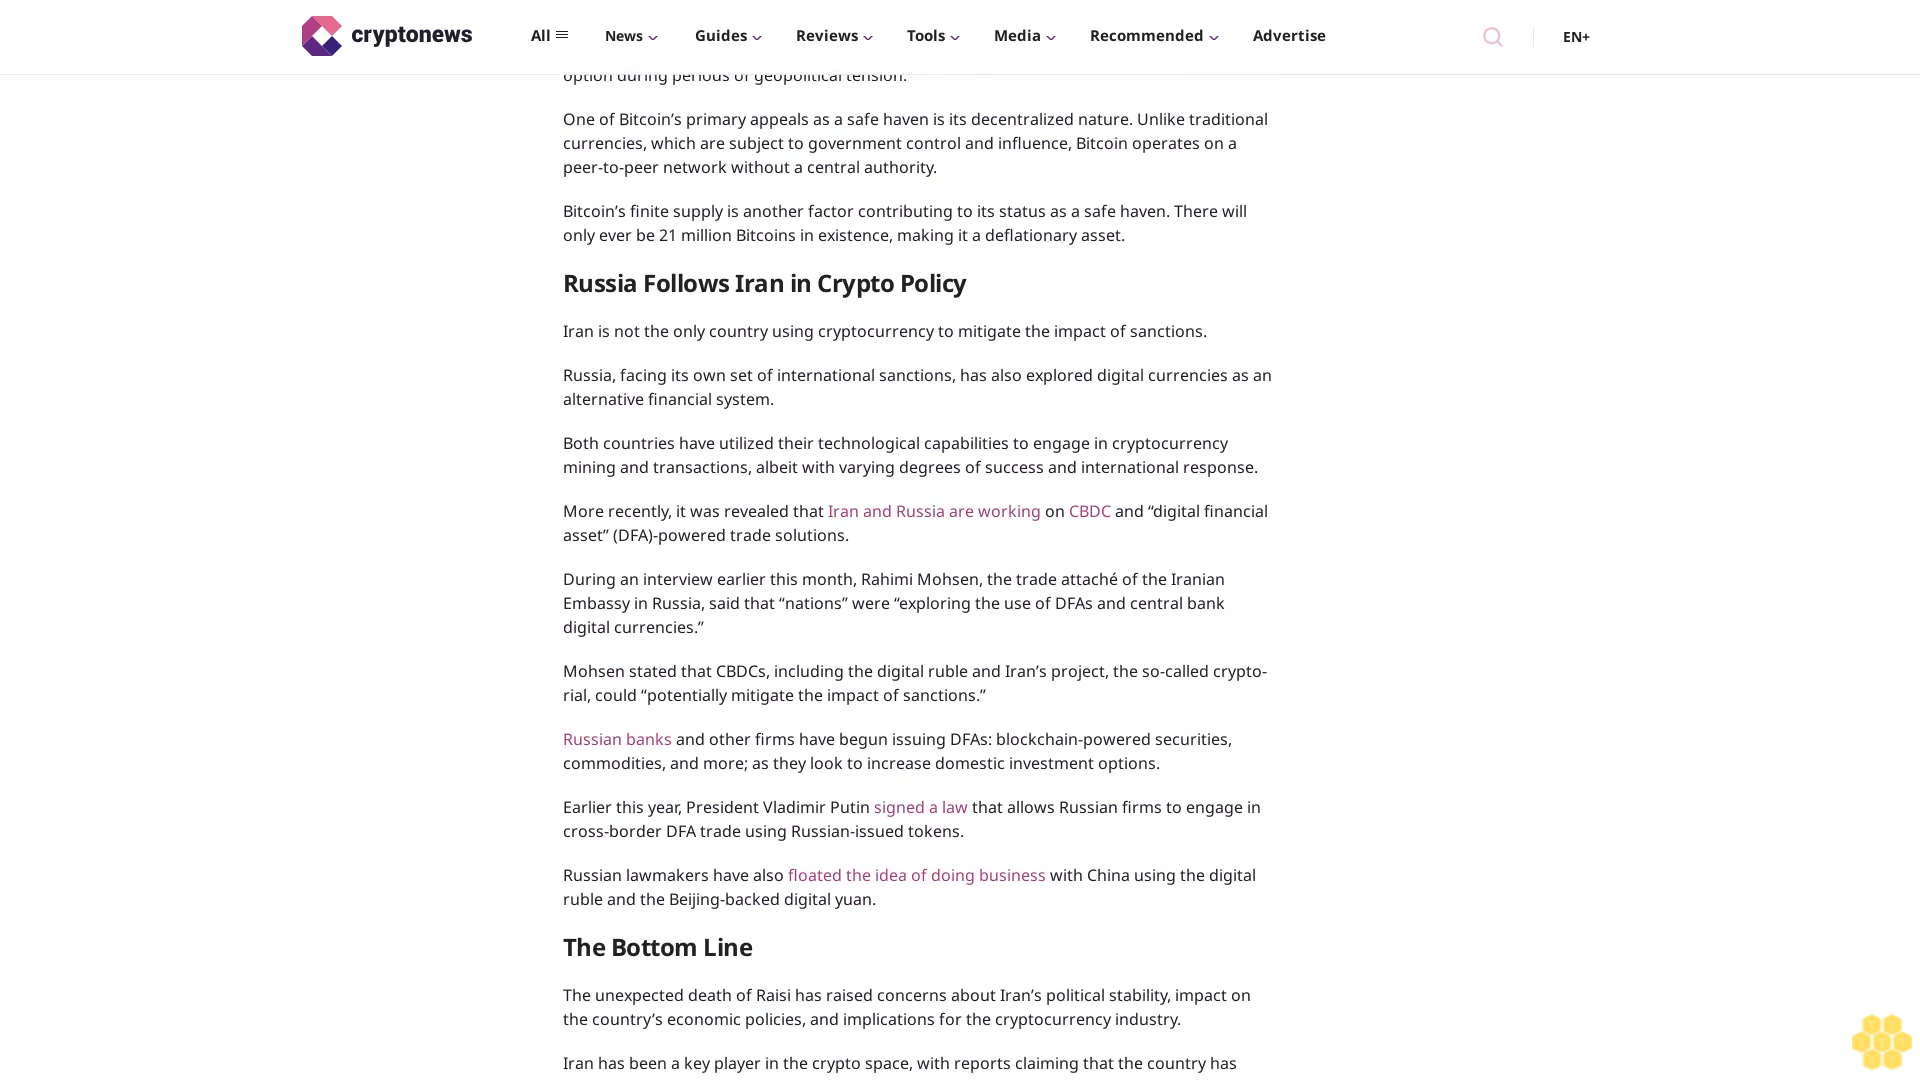 cryptonews
All
News
Guides
Reviews
Tools
Media
Recommended
Advertise
EN+
option during periods of geopolitical tension.
One of Bitcoin’s primary appeals as a safe haven is its decentralized nature. Unlike traditional
currencies, which are subject to government control and influence, Bitcoin operates on a
peer-to-peer network without a central authority.
Bitcoin’s finite supply is another factor contributing to its status as a safe haven. There will
only ever be 21 million Bitcoins in existence, making it a deflationary asset.
Russia Follows Iran in Crypto Policy
Iran is not the only country using cryptocurrency to mitigate the impact of sanctions.
Russia, facing its own set of international sanctions, has also explored digital currencies as an
alternative financial system.
Both countries have utilized their technological capabilities to engage in cryptocurrency
mining and transactions, albeit with varying degrees of success and international response.
More recently, it was revealed that Iran and Russia are working on CBDC and “digital financial
asset” (DFA)-powered trade solutions.
During an interview earlier this month, Rahimi Mohsen, the trade attaché of the Iranian
Embassy in Russia, said that “nations” were “exploring the use of DFAs and central bank
digital currencies.”
Mohsen stated that CBDCs, including the digital ruble and Iran’s project, the so-called crypto-
rial, could “potentially mitigate the impact of sanctions.”
Russian banks and other firms have begun issuing DFAs: blockchain-powered securities,
commodities, and more; as they look to increase domestic investment options.
Earlier this year, President Vladimir Putin signed a law that allows Russian firms to engage in
cross-border DFA trade using Russian-issued tokens.
Russian lawmakers have also floated the idea of doing business with China using the digital
ruble and the Beijing-backed digital yuan.
The Bottom Line
The unexpected death of Raisi has raised concerns about Iran’s political stability, impact on
the country’s economic policies, and implications for the cryptocurrency industry.
Iran has been a key player in the crypto space, with reports claiming that the country has